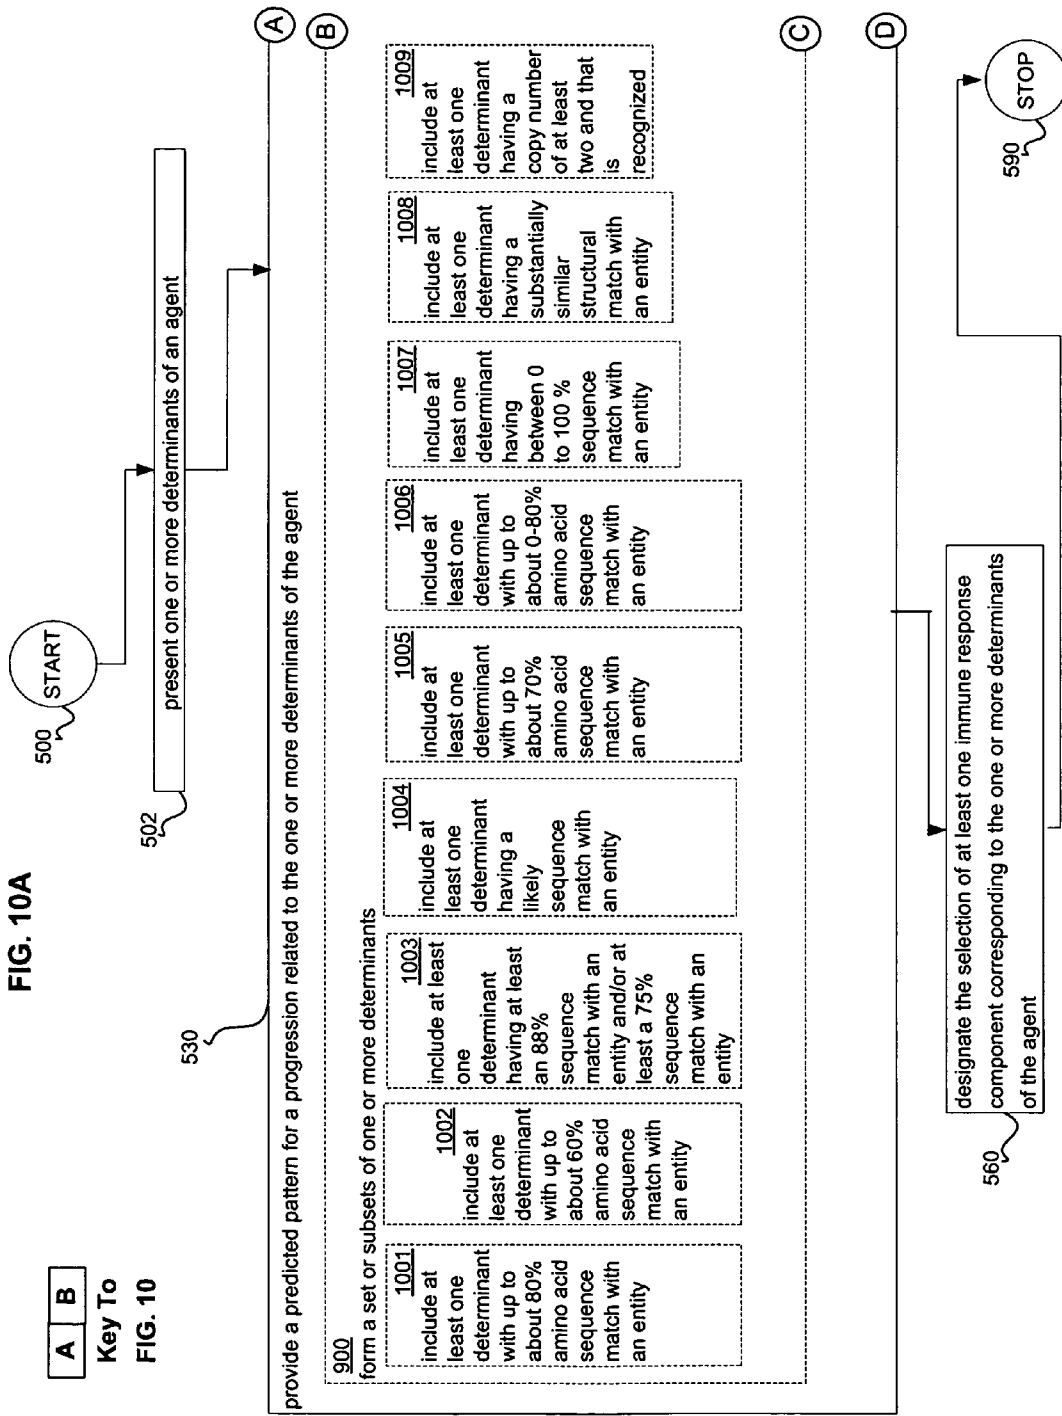 FIG. 10A
A B
Key To
FIG. 10
500
START
502
present one or more determinants of an agent
530
A
provide a predicted pattern for a progression related to the one or more determinants of the agent
B
900
form a set or subsets of one or more determinants
1001
include at
least one
determinant
with up to
about 80%
amino acid
sequence
match with
an entity
1002
include at
least one
determinant
with up to
about 60%
amino acid
sequence
match with
an entity
1003
include at least
one
determinant
having at least
an 88%
sequence
match with an
entity and/or at
least a 75%
sequence
match with an
entity
1004
include at
least one
determinant
having a
likely
sequence
match with
an entity
1005
include at
least one
determinant
with up to
about 70%
amino acid
sequence
match with
an entity
1006
include at
least one
determinant
with up to
about 0-80%
amino acid
sequence
match with
an entity
1007
include at
least one
determinant
having
between 0
to 100 %
sequence
match with
an entity
1008
include at
least one
determinant
having a
substantially
similar
structural
match with
an entity
1009
include at
least one
determinant
having a
copy number
of at least
two and that
is
recognized
C
D
560
designate the selection of at least one immune response
component corresponding to the one or more determinants
of the agent
590
STOP